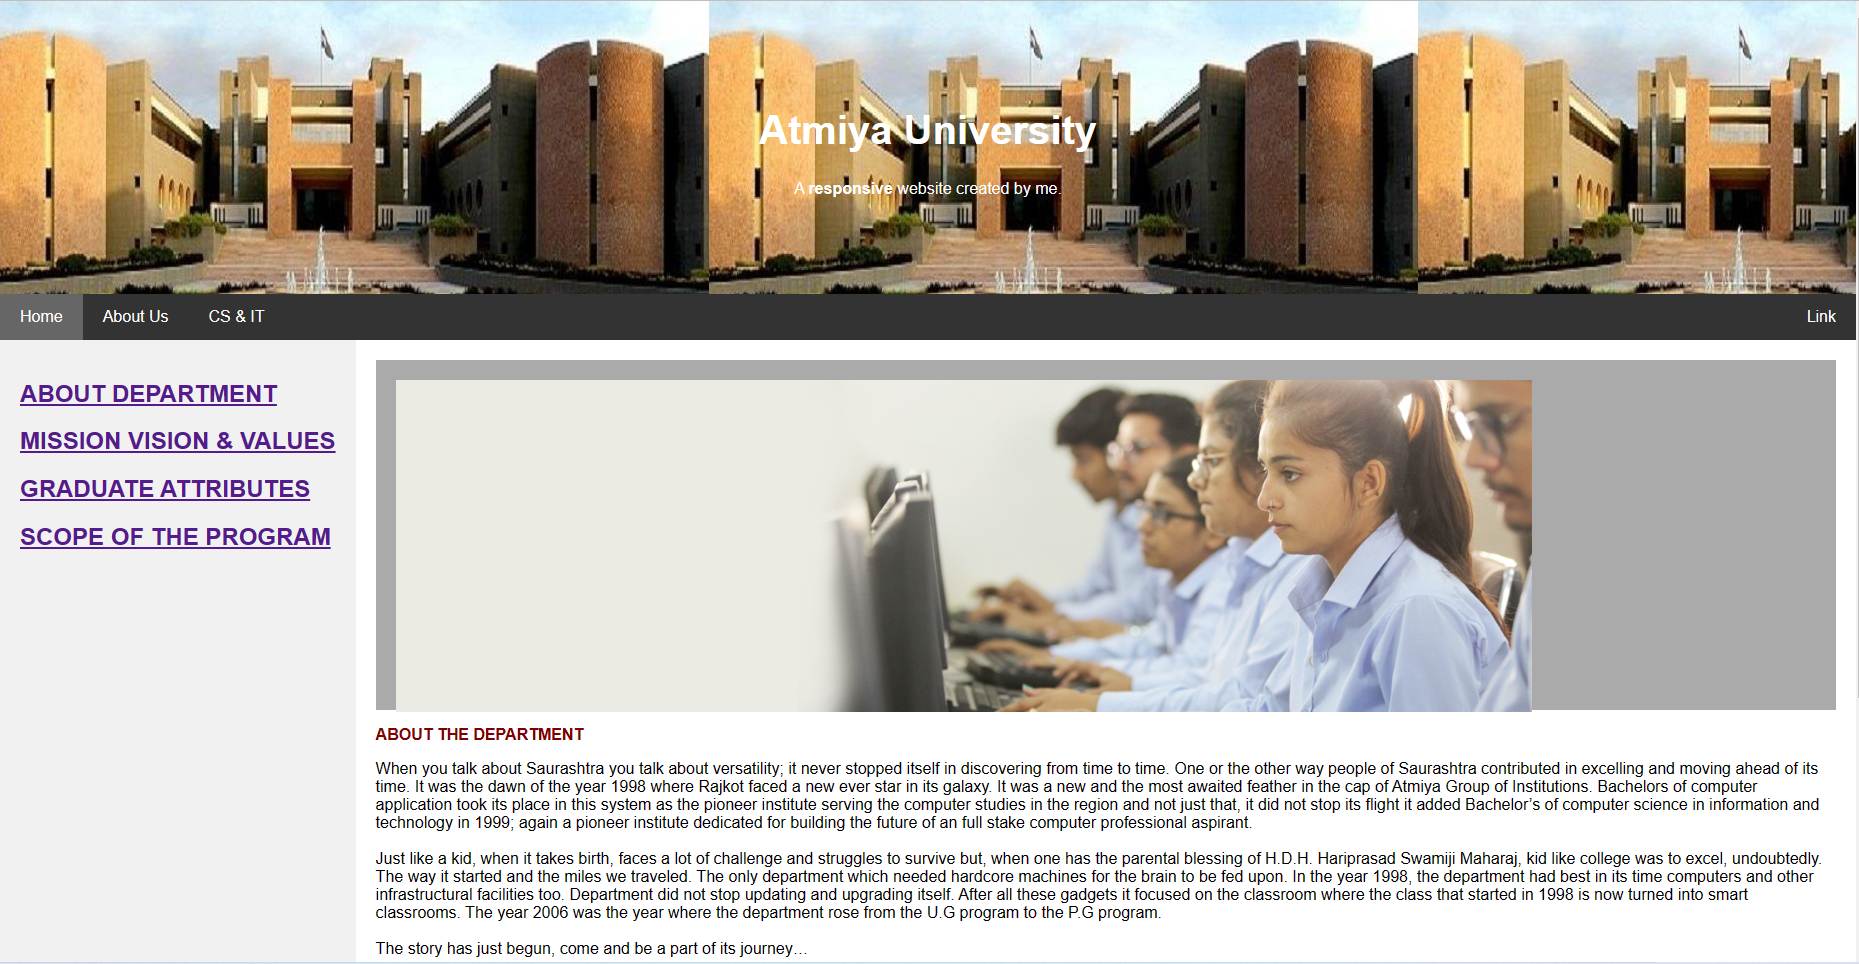 Atmiya University
A responsive website created by me.
Home About Us CS & IT Link
ABOUT DEPARTMENT
MISSION VISION & VALUES
GRADUATE ATTRIBUTES
SCOPE OF THE PROGRAM
ABOUT THE DEPARTMENT
When you talk about Saurashtra you talk about versatility; it never stopped itself in discovering from time to time. One or the other way people of Saurashtra contributed in excelling and moving ahead of its
time. It was the dawn of the year 1998 where Rajkot faced a new ever star in its galaxy. It was a new and the most awaited feather in the cap of Atmiya Group of Institutions. Bachelors of computer
application took its place in this system as the pioneer institute serving the computer studies in the region and not just that, it did not stop its flight it added Bachelor’s of computer science in information and
technology in 1999; again a pioneer institute dedicated for building the future of an full stake computer professional aspirant.
Just like a kid, when it takes birth, faces a lot of challenge and struggles to survive but, when one has the parental blessing of H.D.H. Hariprasad Swamiji Maharaj, kid like college was to excel, undoubtedly.
The way it started and the miles we traveled. The only department which needed hardcore machines for the brain to be fed upon. In the year 1998, the department had best in its time computers and other
infrastructural facilities too. Department did not stop updating and upgrading itself. After all these gadgets it focused on the classroom where the class that started in 1998 is now turned into smart
classrooms. The year 2006 was the year where the department rose from the U.G program to the P.G program.
The story has just begun, come and be a part of its journey…